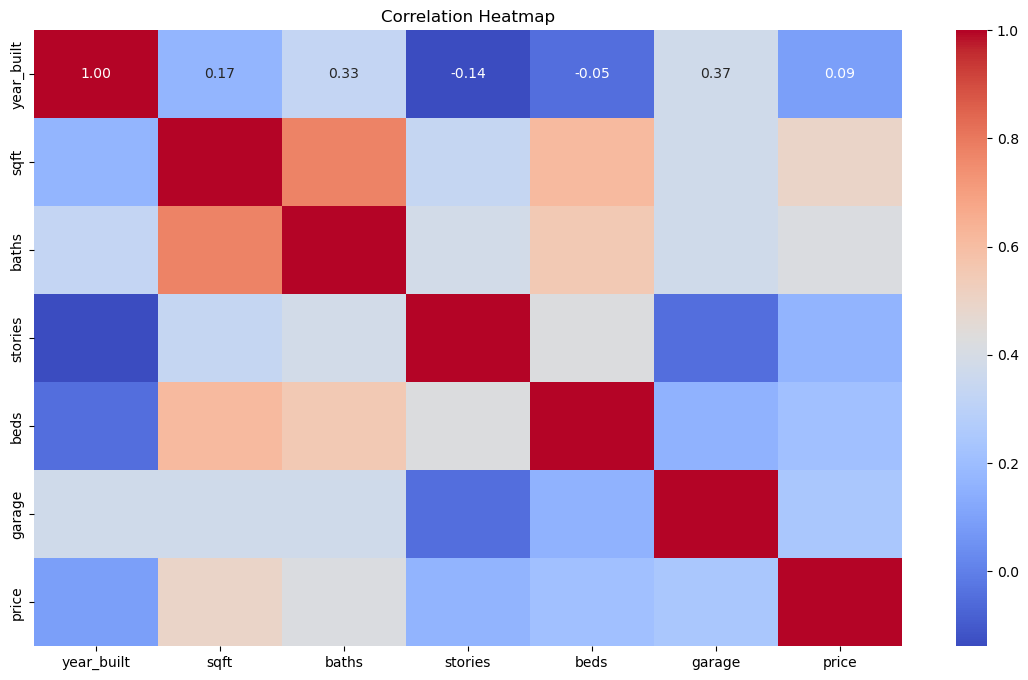 Correlation Heatmap
year_built 1.00 0.17 0.33 -0.14 -0.05 0.37 0.09
sqft
baths
stories
beds
garage
price
year_built sqft baths stories beds garage price
1.0
0.8
0.6
0.4
0.2
0.0